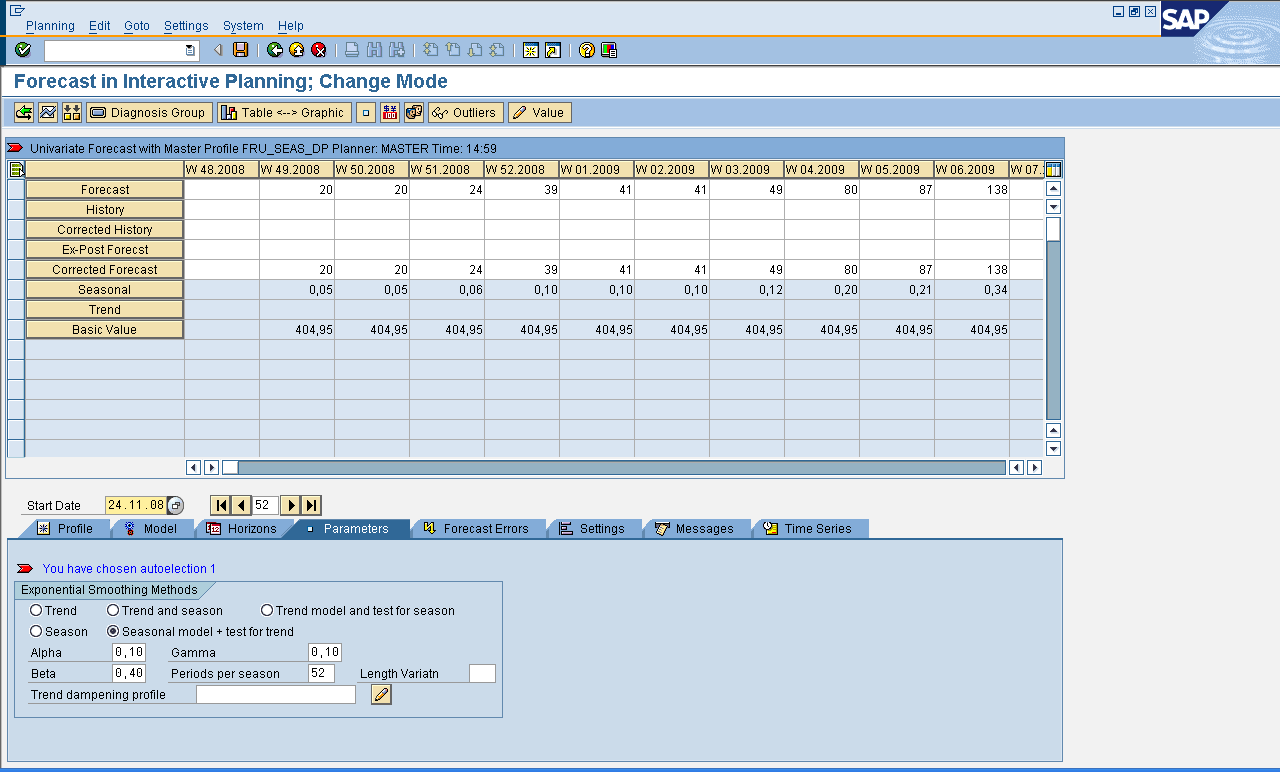 Planning Edit Goto Settings System Help
SAP
Forecast in Interactive Planning; Change Mode
Diagnosis Group Table <--> Graphic Outliers Value
Univariate Forecast with Master Profile FRU_SEAS_DP Planner: MASTER Time: 14:59
W 48.2008 W 49.2008 W 50.2008 W 51.2008 W 52.2008 W 01.2009 W 02.2009 W 03.2009 W 04.2009 W 05.2009 W 06.2009 W 07.
Forecast 20 20 24 39 41 41 49 80 87 138
History
Corrected History
Ex-Post Forecst
Corrected Forecast 20 20 24 39 41 41 49 80 87 138
Seasonal 0,05 0,05 0,06 0,10 0,10 0,10 0,12 0,20 0,21 0,34
Trend
Basic Value 404,95 404,95 404,95 404,95 404,95 404,95 404,95 404,95 404,95 404,95
Start Date 24.11.08 52
Profile Model Horizons Parameters Forecast Errors Settings Messages Time Series
You have chosen autoelection 1
Exponential Smoothing Methods
Trend Trend and season Trend model and test for season
Season Seasonal model + test for trend
Alpha 0,10 Gamma 0,10
Beta 0,40 Periods per season 52 Length Variatn
Trend dampening profile